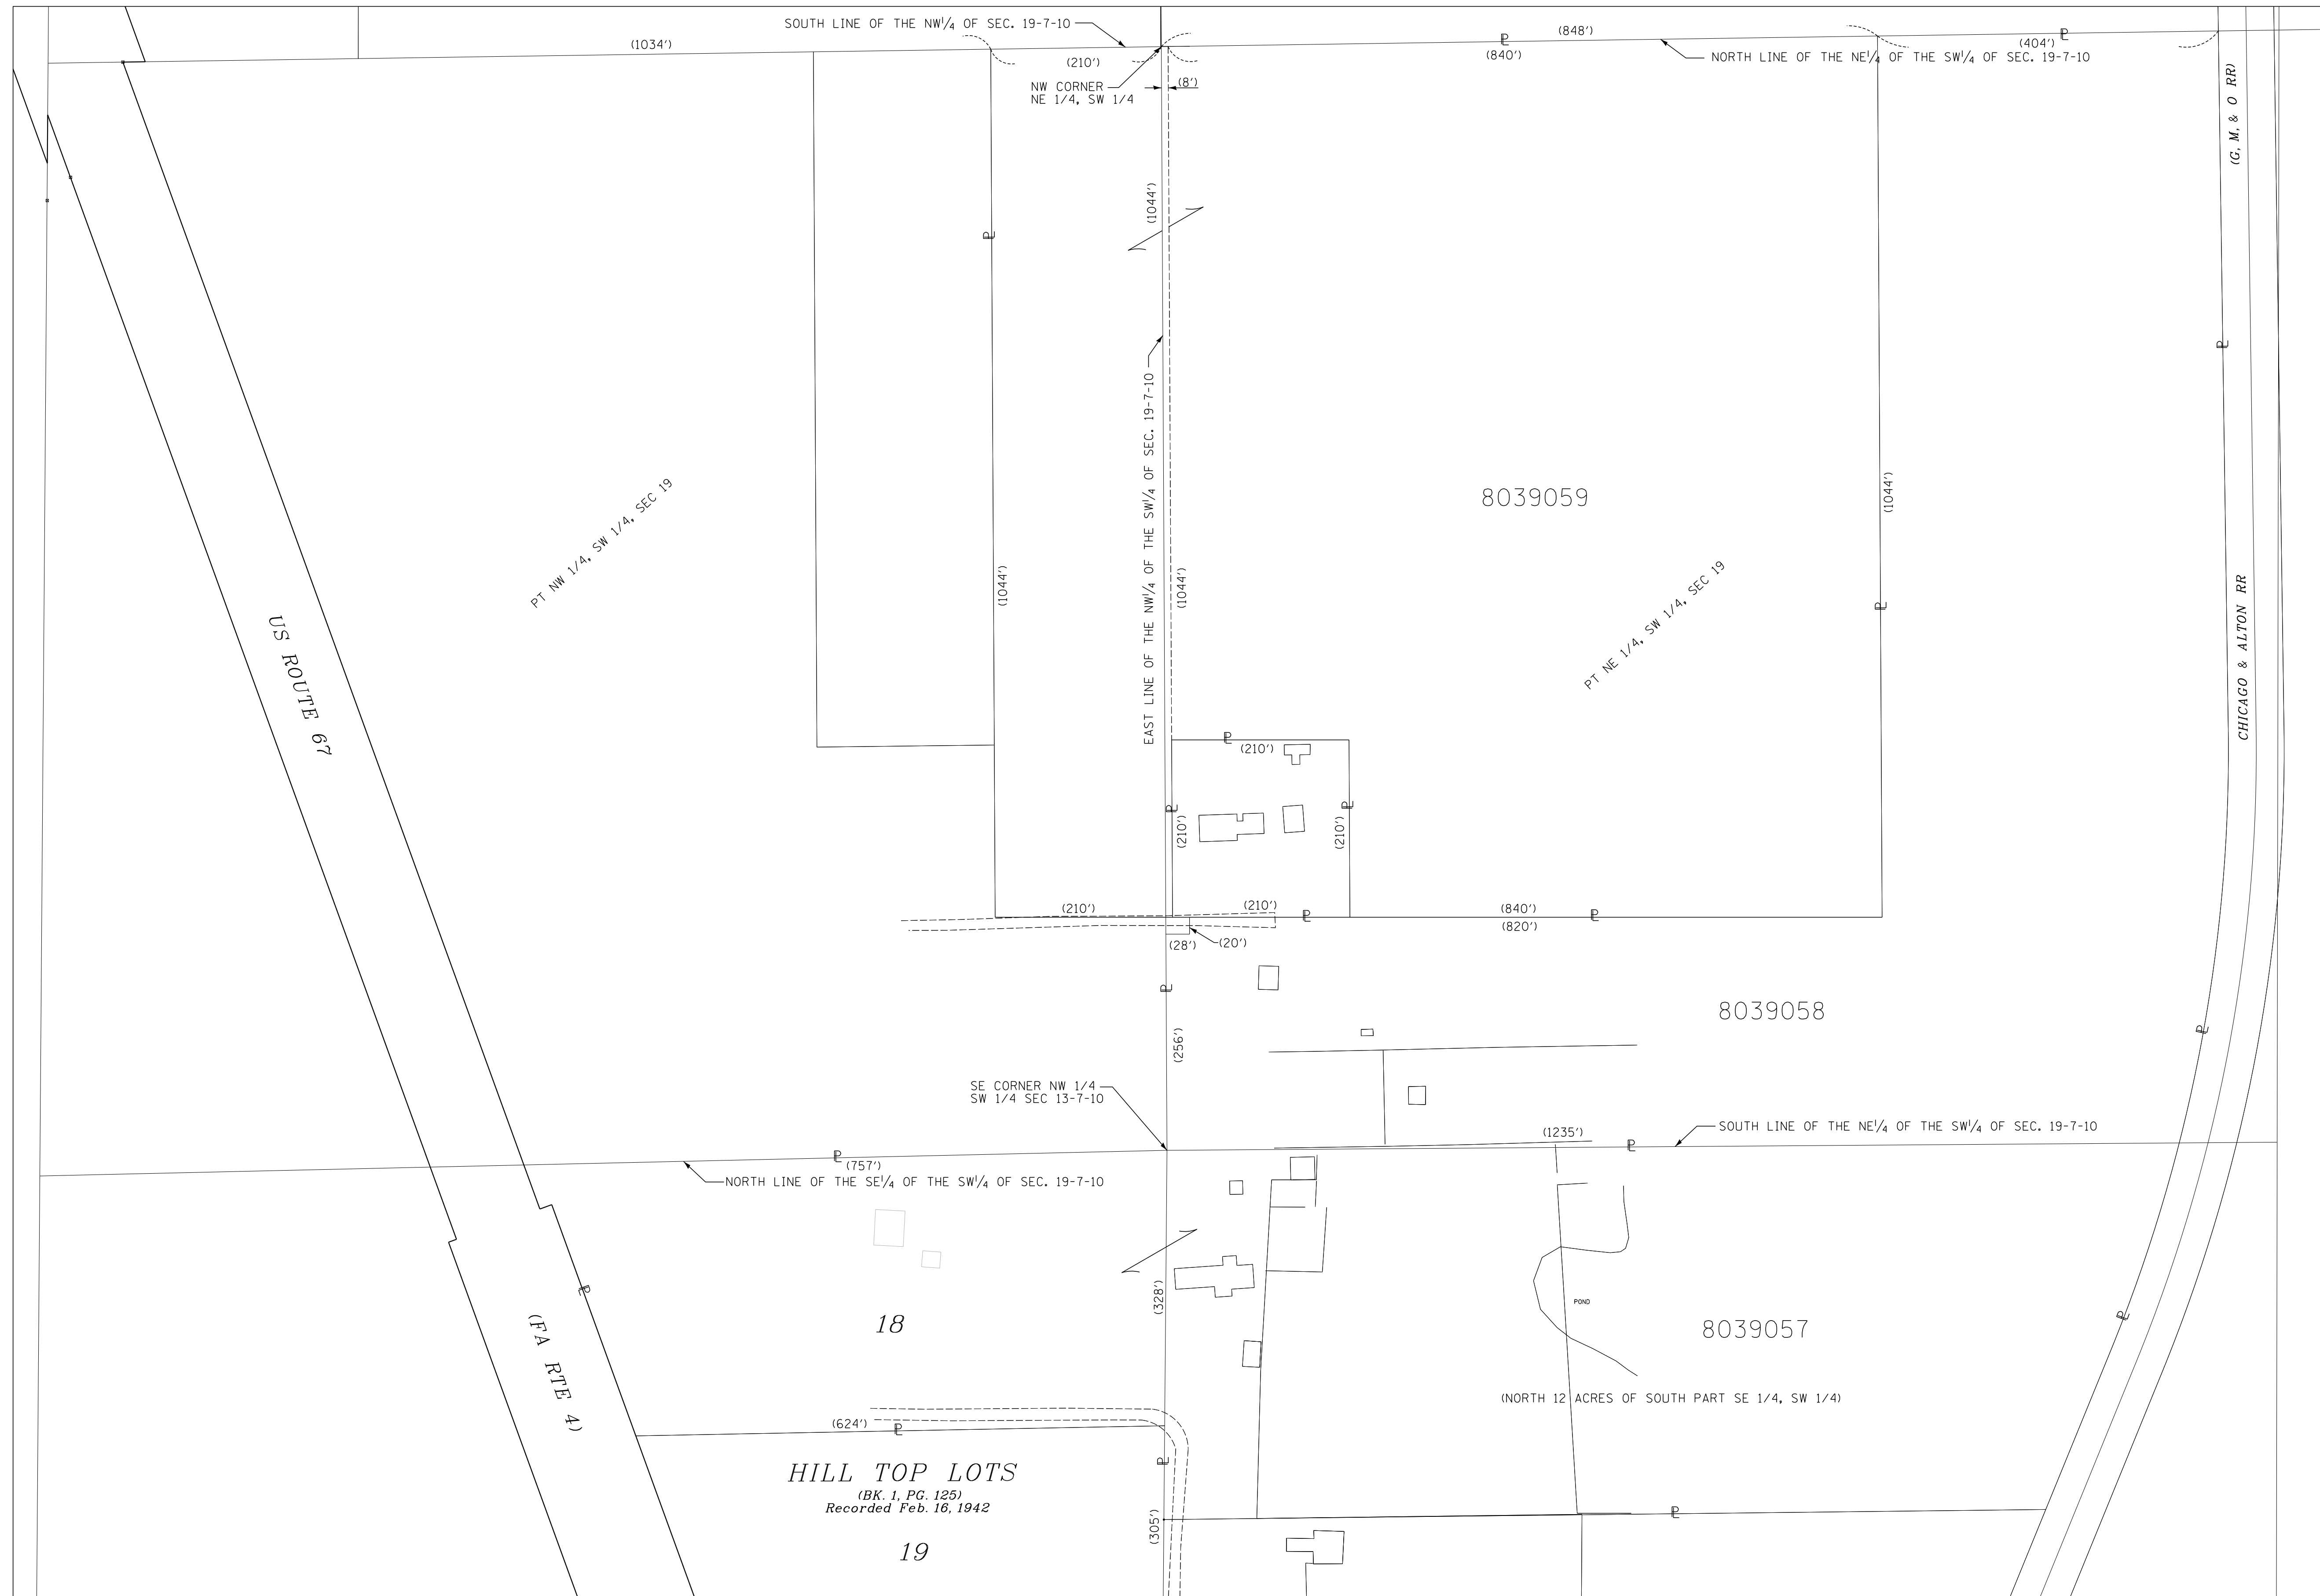 SOUTH LINE OF THE NW1/4 OF SEC. 19-7-10
(1034')
(210')
NW CORNER
NE 1/4, SW 1/4
(8')
(848')
(840')
(404')
NORTH LINE OF THE NE1/4 OF THE SW1/4 OF SEC. 19-7-10
(G, M, & O RR)
(1044')
EAST LINE OF THE NW1/4 OF THE SW1/4 OF SEC. 19-7-10
8039059
(1044')
PT NW 1/4, SW 1/4, SEC 19
PT NE 1/4, SW 1/4, SEC 19
(1044')
(1044')
US ROUTE 67
CHICAGO & ALTON RR
(210')
(210')
(210')
(210')
(210')
(840')
(820')
(28')
(20')
8039058
(256')
SE CORNER NW 1/4
SW 1/4 SEC 13-7-10
(1235')
SOUTH LINE OF THE NE1/4 OF THE SW1/4 OF SEC. 19-7-10
(757')
NORTH LINE OF THE SE1/4 OF THE SW1/4 OF SEC. 19-7-10
(FA RTE 4)
18
(328')
POND
8039057
(NORTH 12 ACRES OF SOUTH PART SE 1/4, SW 1/4)
(624')
HILL TOP LOTS
(BK. 1, PG. 125)
Recorded Feb. 16, 1942
(305')
19